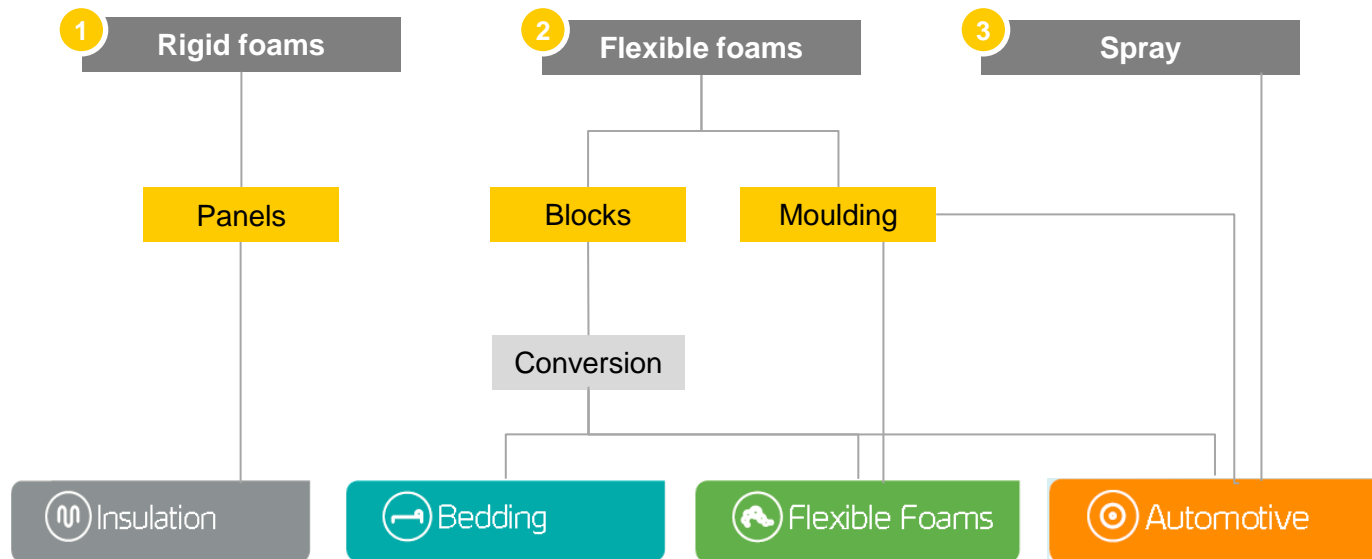 1
Rigid foams
2
Flexible foams
3
Spray
Panels
Blocks
Moulding
Conversion
Insulation
Bedding
Flexible Foams
Automotive